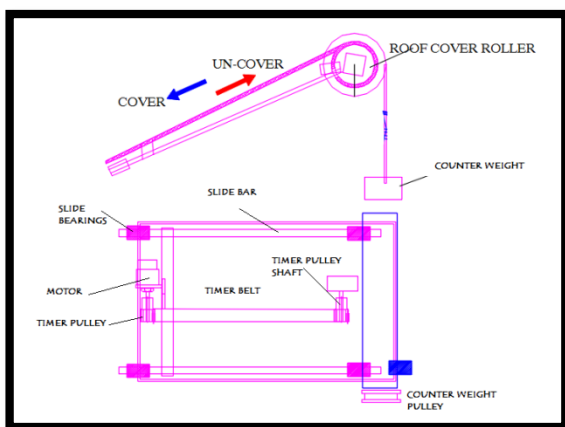 ROOF COVER ROLLER
UN-COVER
COVER
COUNTER WEIGHT
SLIDE BAR
SLIDE
BEARINGS
TIMER PULLEY
SHAFT
MOTOR
TIMER BELT
TIMER PULLEY
COUNTER WEIGHT
PULLEY